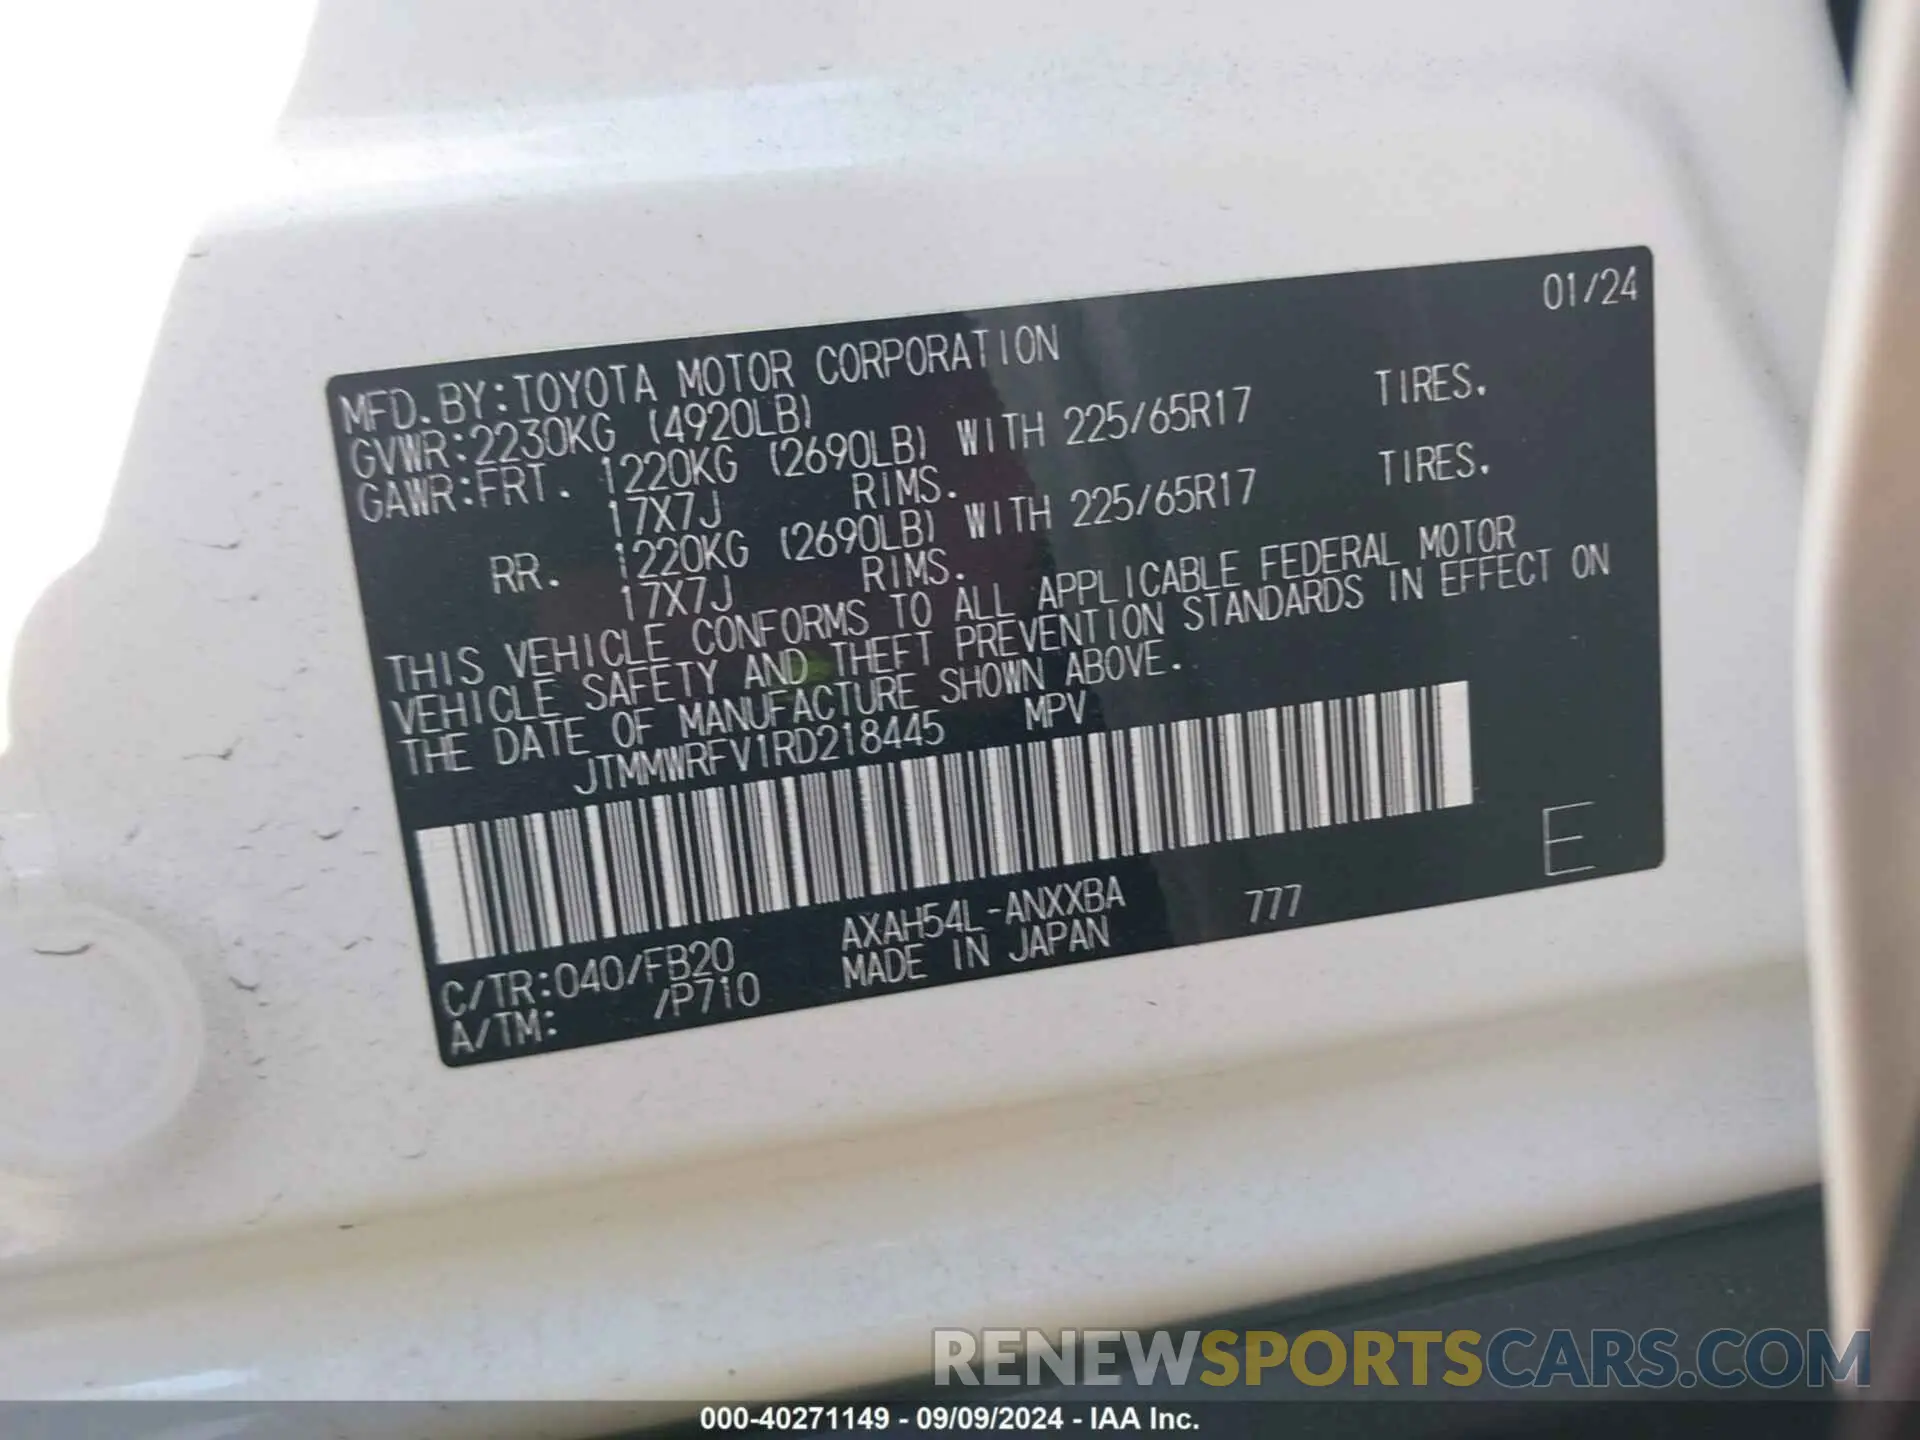 01/24
MFD.BY:TOYOTA MOTOR CORPORATION
GVWR:2230KG (4920LB)
GAWR:FRT. 1220KG (2690LB) WITH 225/65R17 TIRES.
17X7J RIMS.
RR. 1220KG (2690LB) WITH 225/65R17 TIRES.
17X7J RIMS.
THIS VEHICLE CONFORMS TO ALL APPLICABLE FEDERAL MOTOR
VEHICLE SAFETY AND THEFT PREVENTION STANDARDS IN EFFECT ON
THE DATE OF MANUFACTURE SHOWN ABOVE.
JTMMWRFV1RD218445 MPV
E
C/TR:040/FB20 AXAH54L-ANXXBA 777
A/TM: /P710 MADE IN JAPAN
RENEWSPORTSCARS.COM
000-40271149 - 09/09/2024 - IAA Inc.